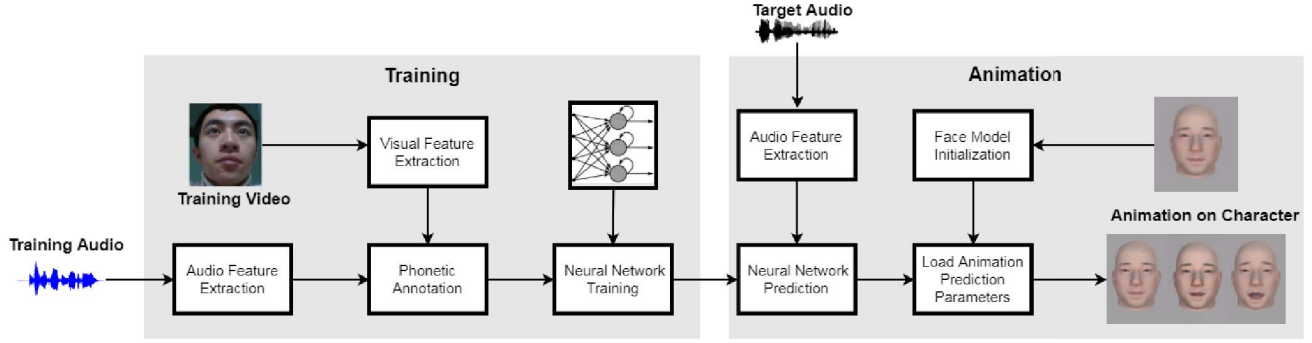 Target Audio
Training
Animation
Visual Feature
Extraction
Audio Feature
Extraction
Face Model
Initialization
Training Video
Animation on Character
Training Audio
Audio Feature
Extraction
Phonetic
Annotation
Neural Network
Training
Neural Network
Prediction
Load Animation
Prediction
Parameters